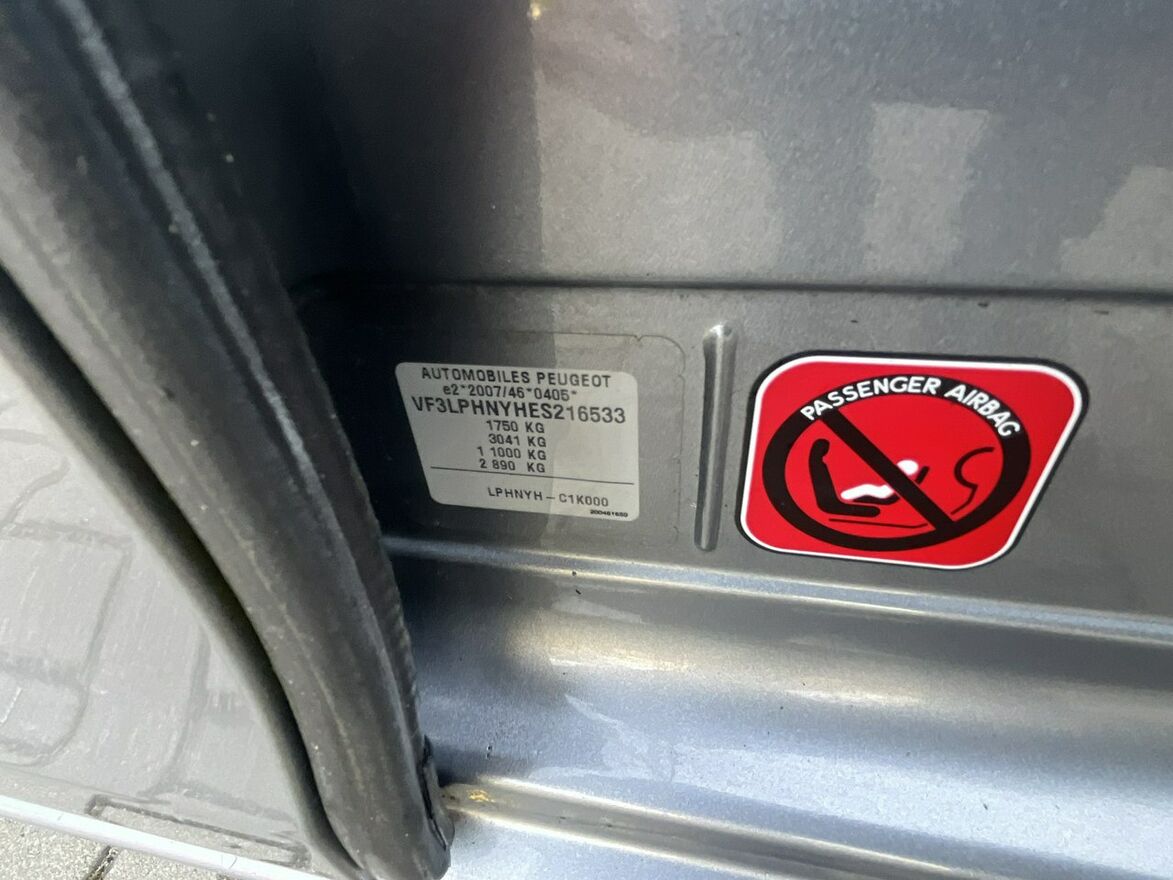 AUTOMOBILES PEUGEOT
e2*2007/46*0405*
VF3LPHNYHES216533
1750 KG
3041 KG
1 1000 KG
2 890 KG
LPHNYH-C1K000
PASSENGER AIRBAG